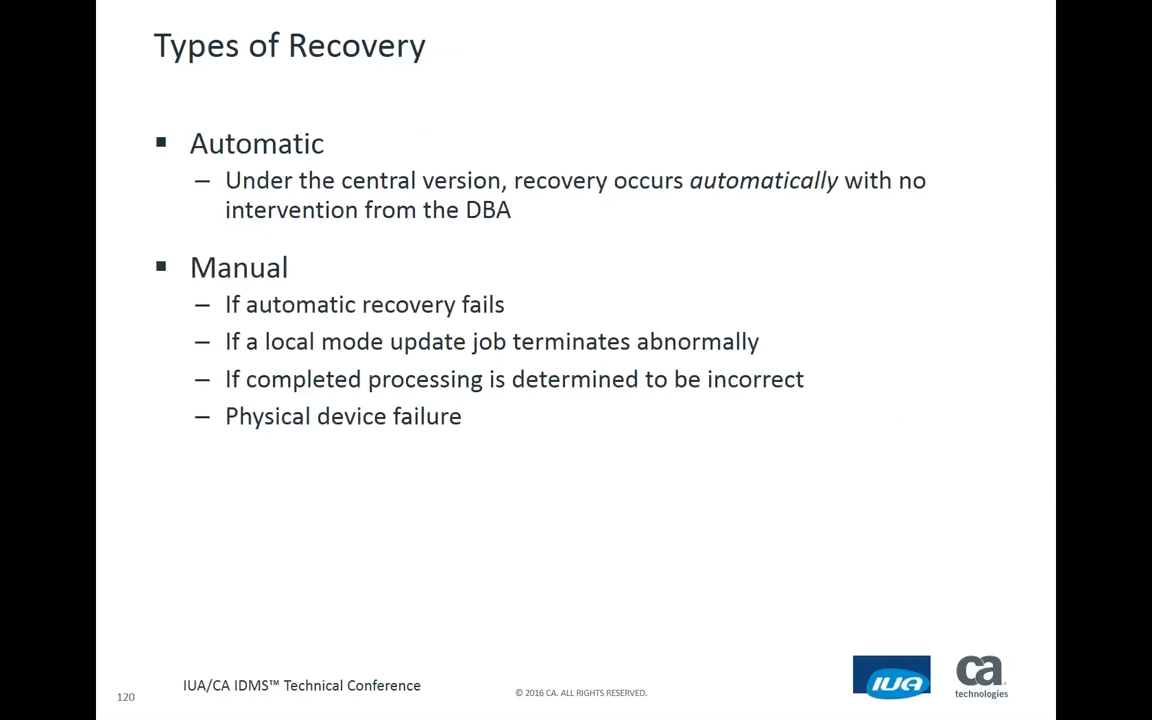 Types of Recovery
▪ Automatic
– Under the central version, recovery occurs automatically with no
intervention from the DBA
▪ Manual
– If automatic recovery fails
– If a local mode update job terminates abnormally
– If completed processing is determined to be incorrect
– Physical device failure
120
IUA/CA IDMS™ Technical Conference
© 2016 CA. ALL RIGHTS RESERVED.
IUA
ca
technologies